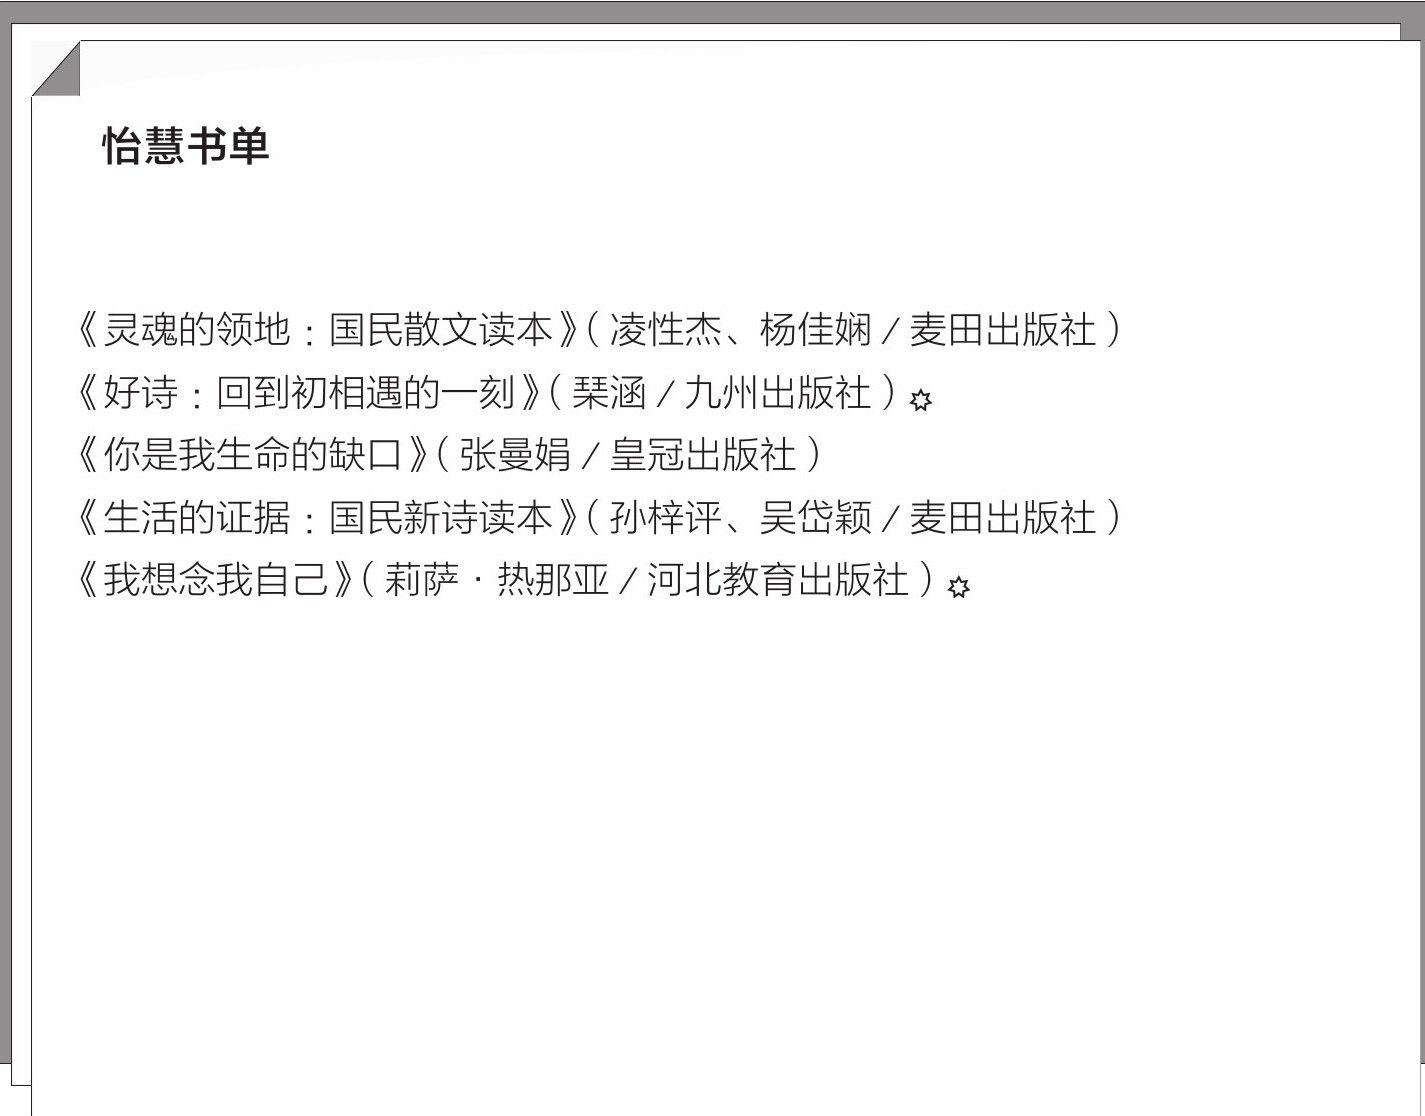 怡慧书单
《灵魂的领地：国民散文读本》（凌性杰、杨佳娴／麦田出版社）
《好诗：回到初相遇的一刻》（琹涵／九州出版社）✡
《你是我生命的缺口》（张曼娟／皇冠出版社）
《生活的证据：国民新诗读本》（孙梓评、吴岱颖／麦田出版社）
《我想念我自己》（莉萨·热那亚／河北教育出版社）✡